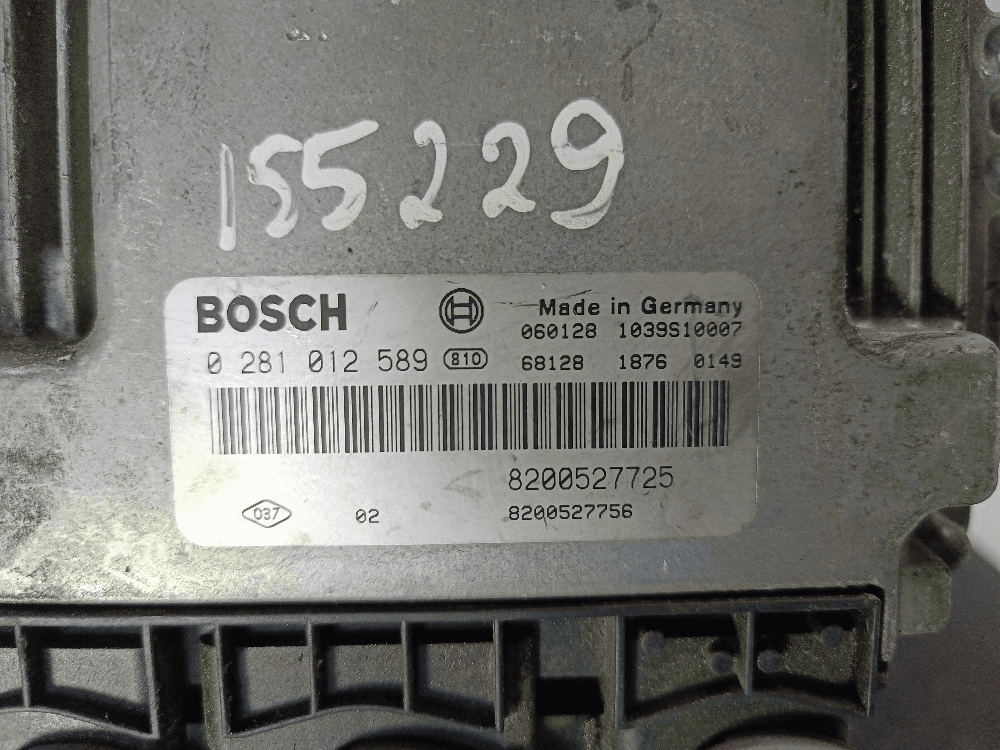 155229
BOSCH Made in Germany
060128 1039S10007
0 281 012 589 810 68128 1876 0149
8200527725
037 02 8200527756